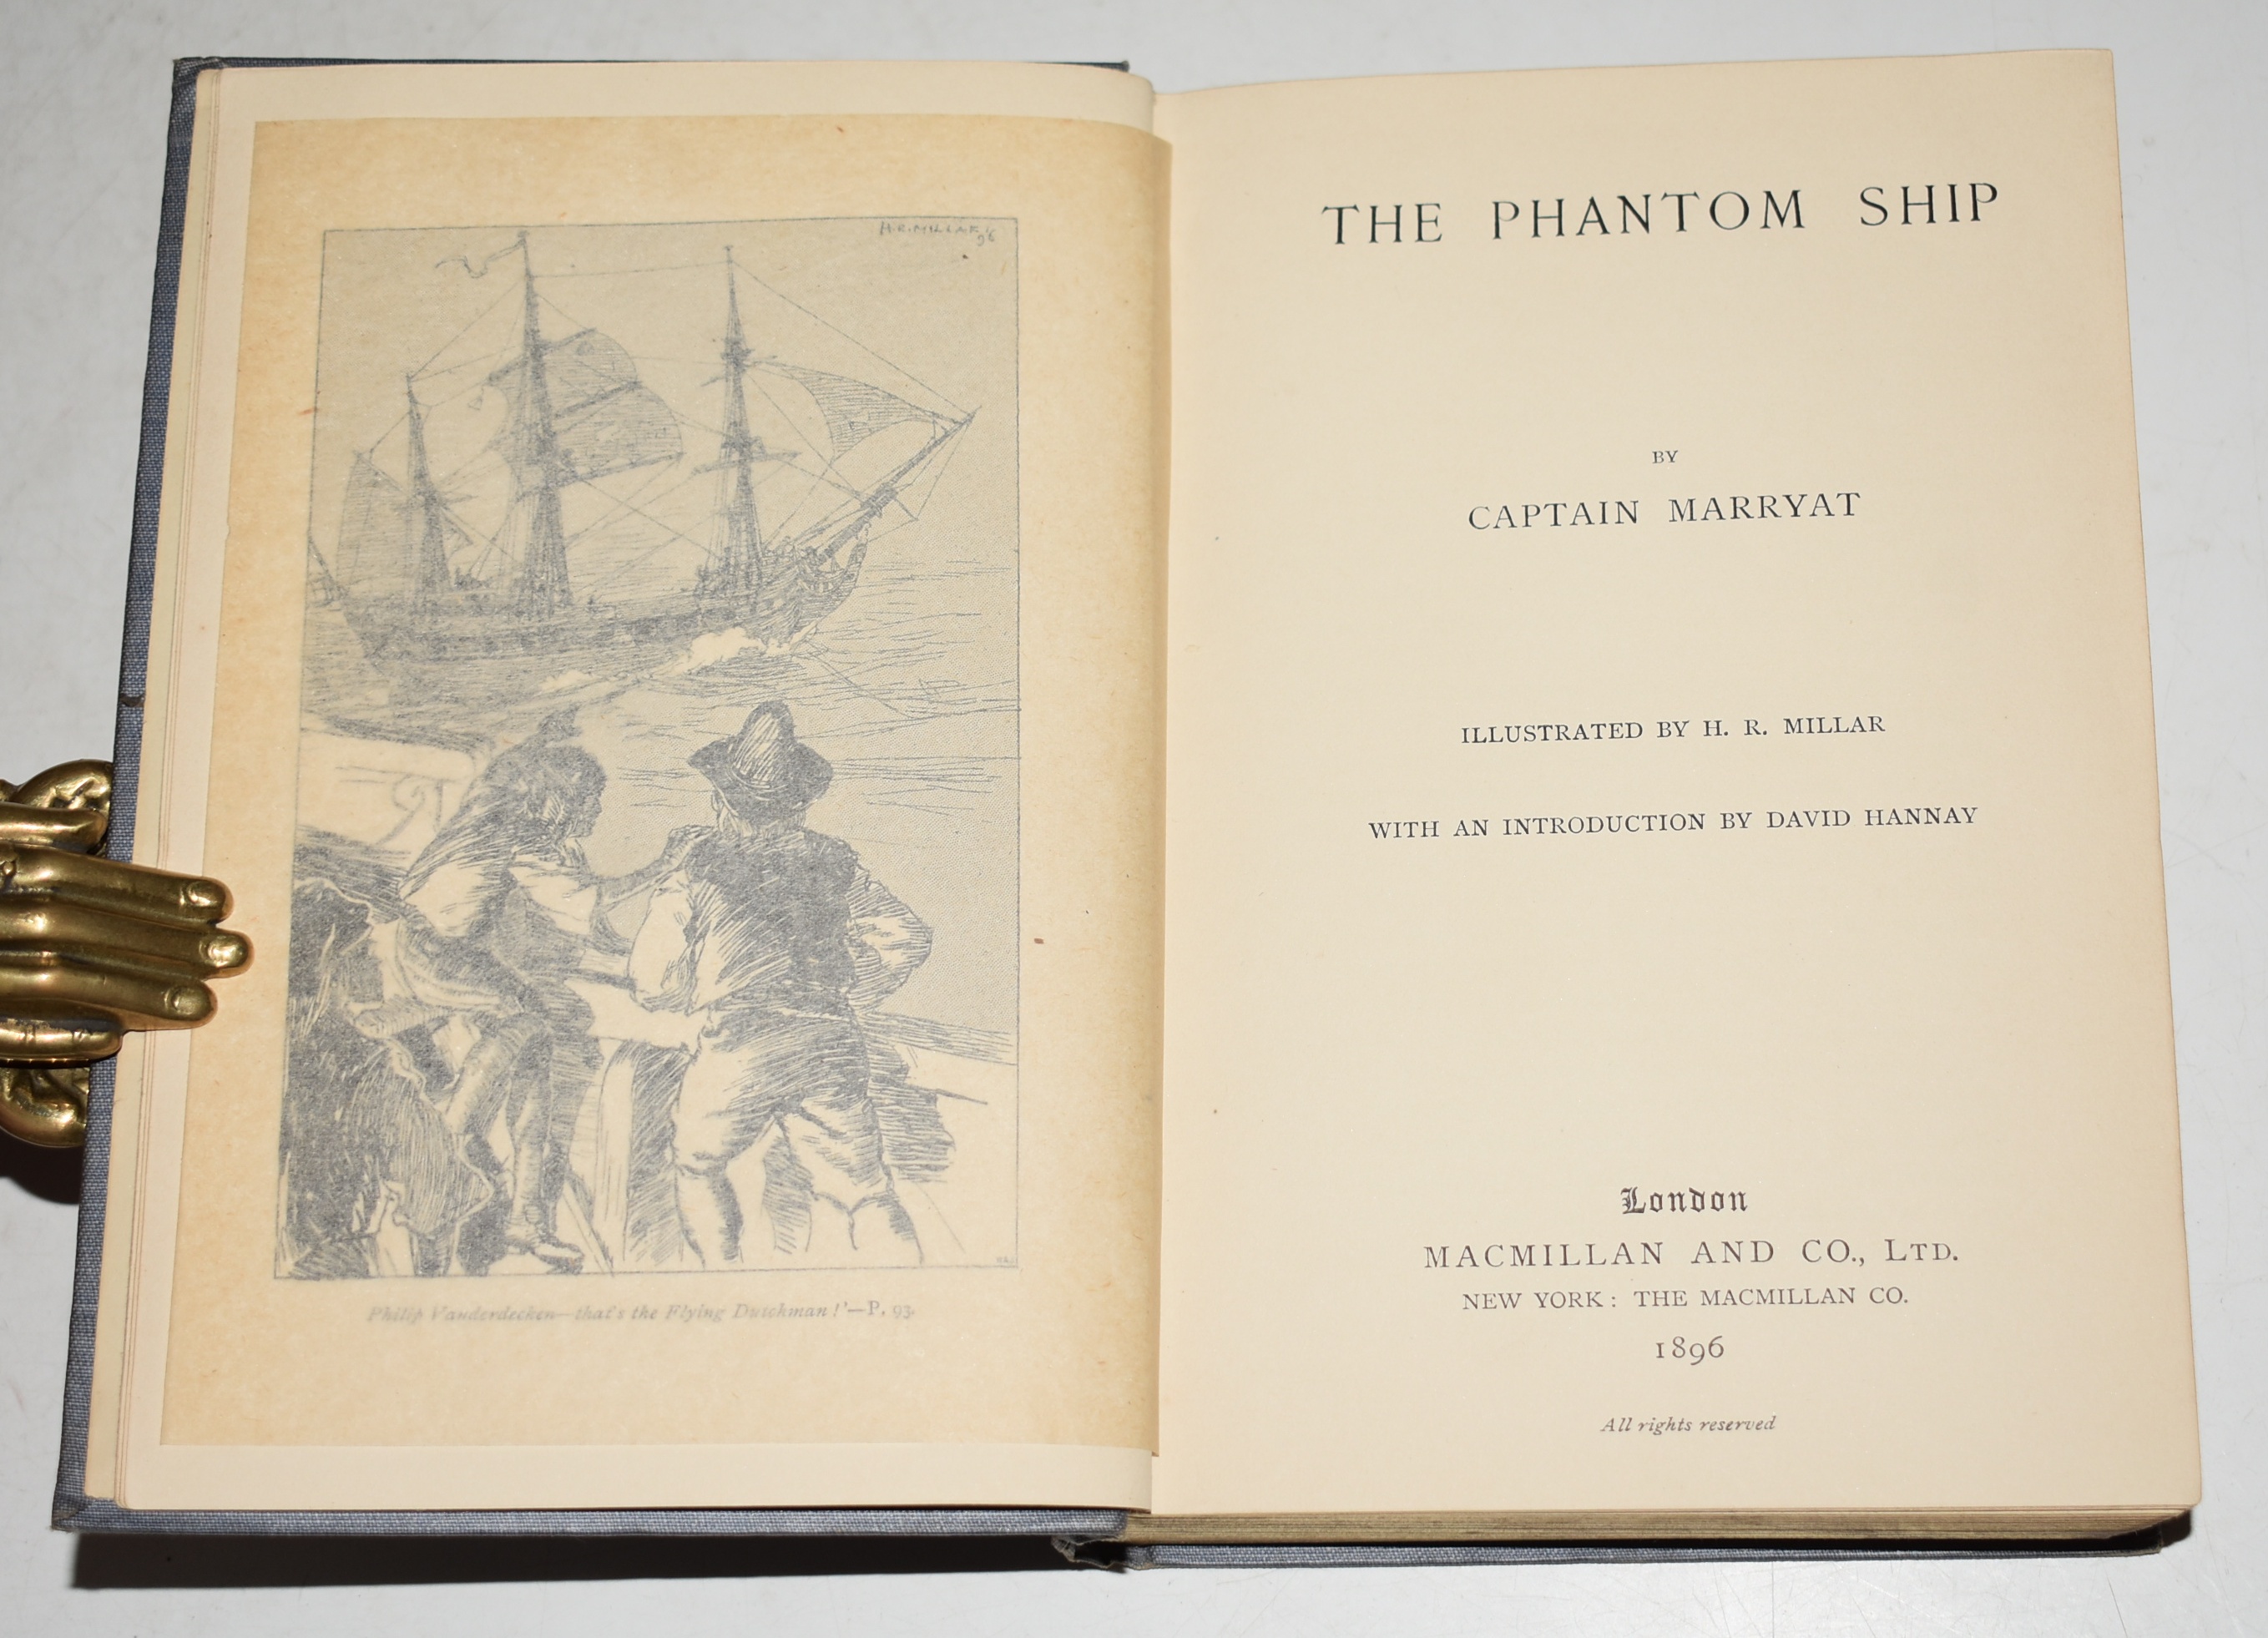 H. R. MILLAR
96
Philip Vanderdecken—that's the Flying Dutchman!'—P. 93.
THE PHANTOM SHIP
BY
CAPTAIN MARRYAT
ILLUSTRATED BY H. R. MILLAR
WITH AN INTRODUCTION BY DAVID HANNAY
London
MACMILLAN AND CO., LTD.
NEW YORK: THE MACMILLAN CO.
1896
All rights reserved